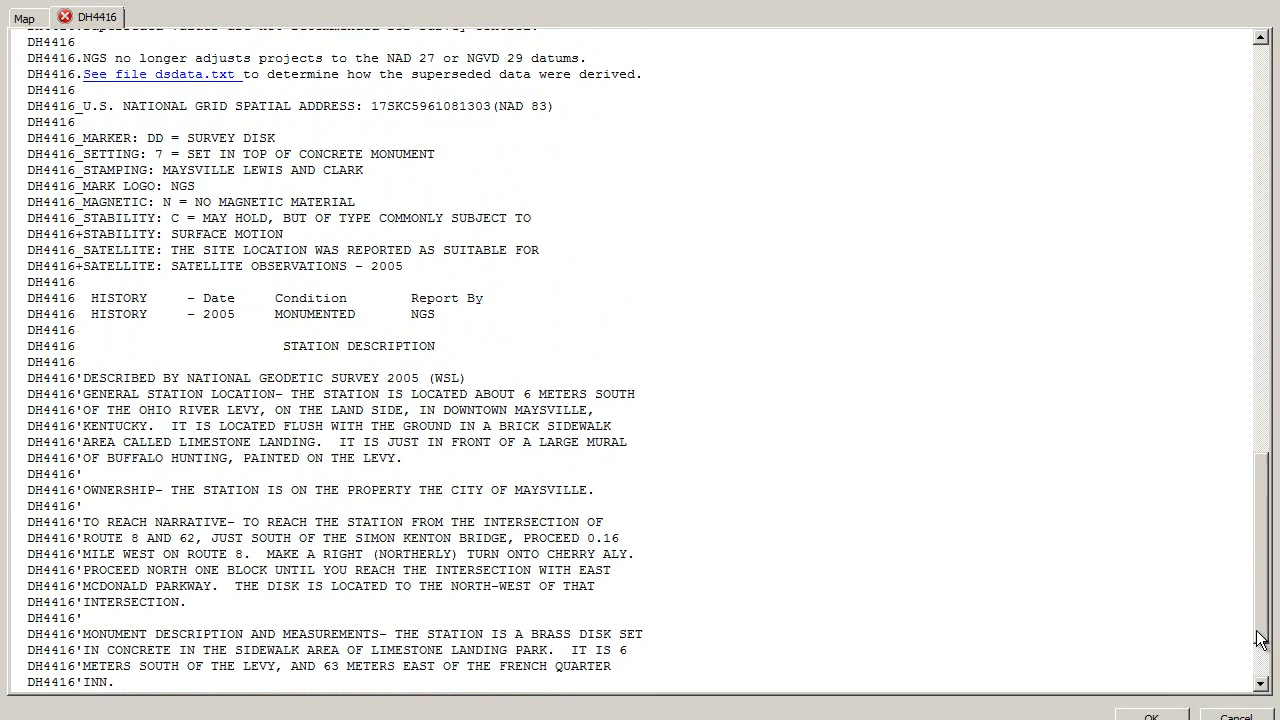 Map
DH4416
DH4416
DH4416.NGS no longer adjusts projects to the NAD 27 or NGVD 29 datums.
DH4416.See file dsdata.txt to determine how the superseded data were derived.
DH4416
DH4416_U.S. NATIONAL GRID SPATIAL ADDRESS: 17SKC5961081303(NAD 83)
DH4416
DH4416_MARKER: DD = SURVEY DISK
DH4416_SETTING: 7 = SET IN TOP OF CONCRETE MONUMENT
DH4416_STAMPING: MAYSVILLE LEWIS AND CLARK
DH4416_MARK LOGO: NGS
DH4416_MAGNETIC: N = NO MAGNETIC MATERIAL
DH4416_STABILITY: C = MAY HOLD, BUT OF TYPE COMMONLY SUBJECT TO
DH4416+STABILITY: SURFACE MOTION
DH4416_SATELLITE: THE SITE LOCATION WAS REPORTED AS SUITABLE FOR
DH4416+SATELLITE: SATELLITE OBSERVATIONS - 2005
DH4416
DH4416  HISTORY     - Date     Condition        Report By
DH4416  HISTORY     - 2005     MONUMENTED       NGS
DH4416
DH4416                          STATION DESCRIPTION
DH4416
DH4416'DESCRIBED BY NATIONAL GEODETIC SURVEY 2005 (WSL)
DH4416'GENERAL STATION LOCATION- THE STATION IS LOCATED ABOUT 6 METERS SOUTH
DH4416'OF THE OHIO RIVER LEVY, ON THE LAND SIDE, IN DOWNTOWN MAYSVILLE,
DH4416'KENTUCKY.  IT IS LOCATED FLUSH WITH THE GROUND IN A BRICK SIDEWALK
DH4416'AREA CALLED LIMESTONE LANDING.  IT IS JUST IN FRONT OF A LARGE MURAL
DH4416'OF BUFFALO HUNTING, PAINTED ON THE LEVY.
DH4416'
DH4416'OWNERSHIP- THE STATION IS ON THE PROPERTY THE CITY OF MAYSVILLE.
DH4416'
DH4416'TO REACH NARRATIVE- TO REACH THE STATION FROM THE INTERSECTION OF
DH4416'ROUTE 8 AND 62, JUST SOUTH OF THE SIMON KENTON BRIDGE, PROCEED 0.16
DH4416'MILE WEST ON ROUTE 8.  MAKE A RIGHT (NORTHERLY) TURN ONTO CHERRY ALY.
DH4416'PROCEED NORTH ONE BLOCK UNTIL YOU REACH THE INTERSECTION WITH EAST
DH4416'MCDONALD PARKWAY.  THE DISK IS LOCATED TO THE NORTH-WEST OF THAT
DH4416'INTERSECTION.
DH4416'
DH4416'MONUMENT DESCRIPTION AND MEASUREMENTS- THE STATION IS A BRASS DISK SET
DH4416'IN CONCRETE IN THE SIDEWALK AREA OF LIMESTONE LANDING PARK.  IT IS 6
DH4416'METERS SOUTH OF THE LEVY, AND 63 METERS EAST OF THE FRENCH QUARTER
DH4416'INN.
OK
Cancel